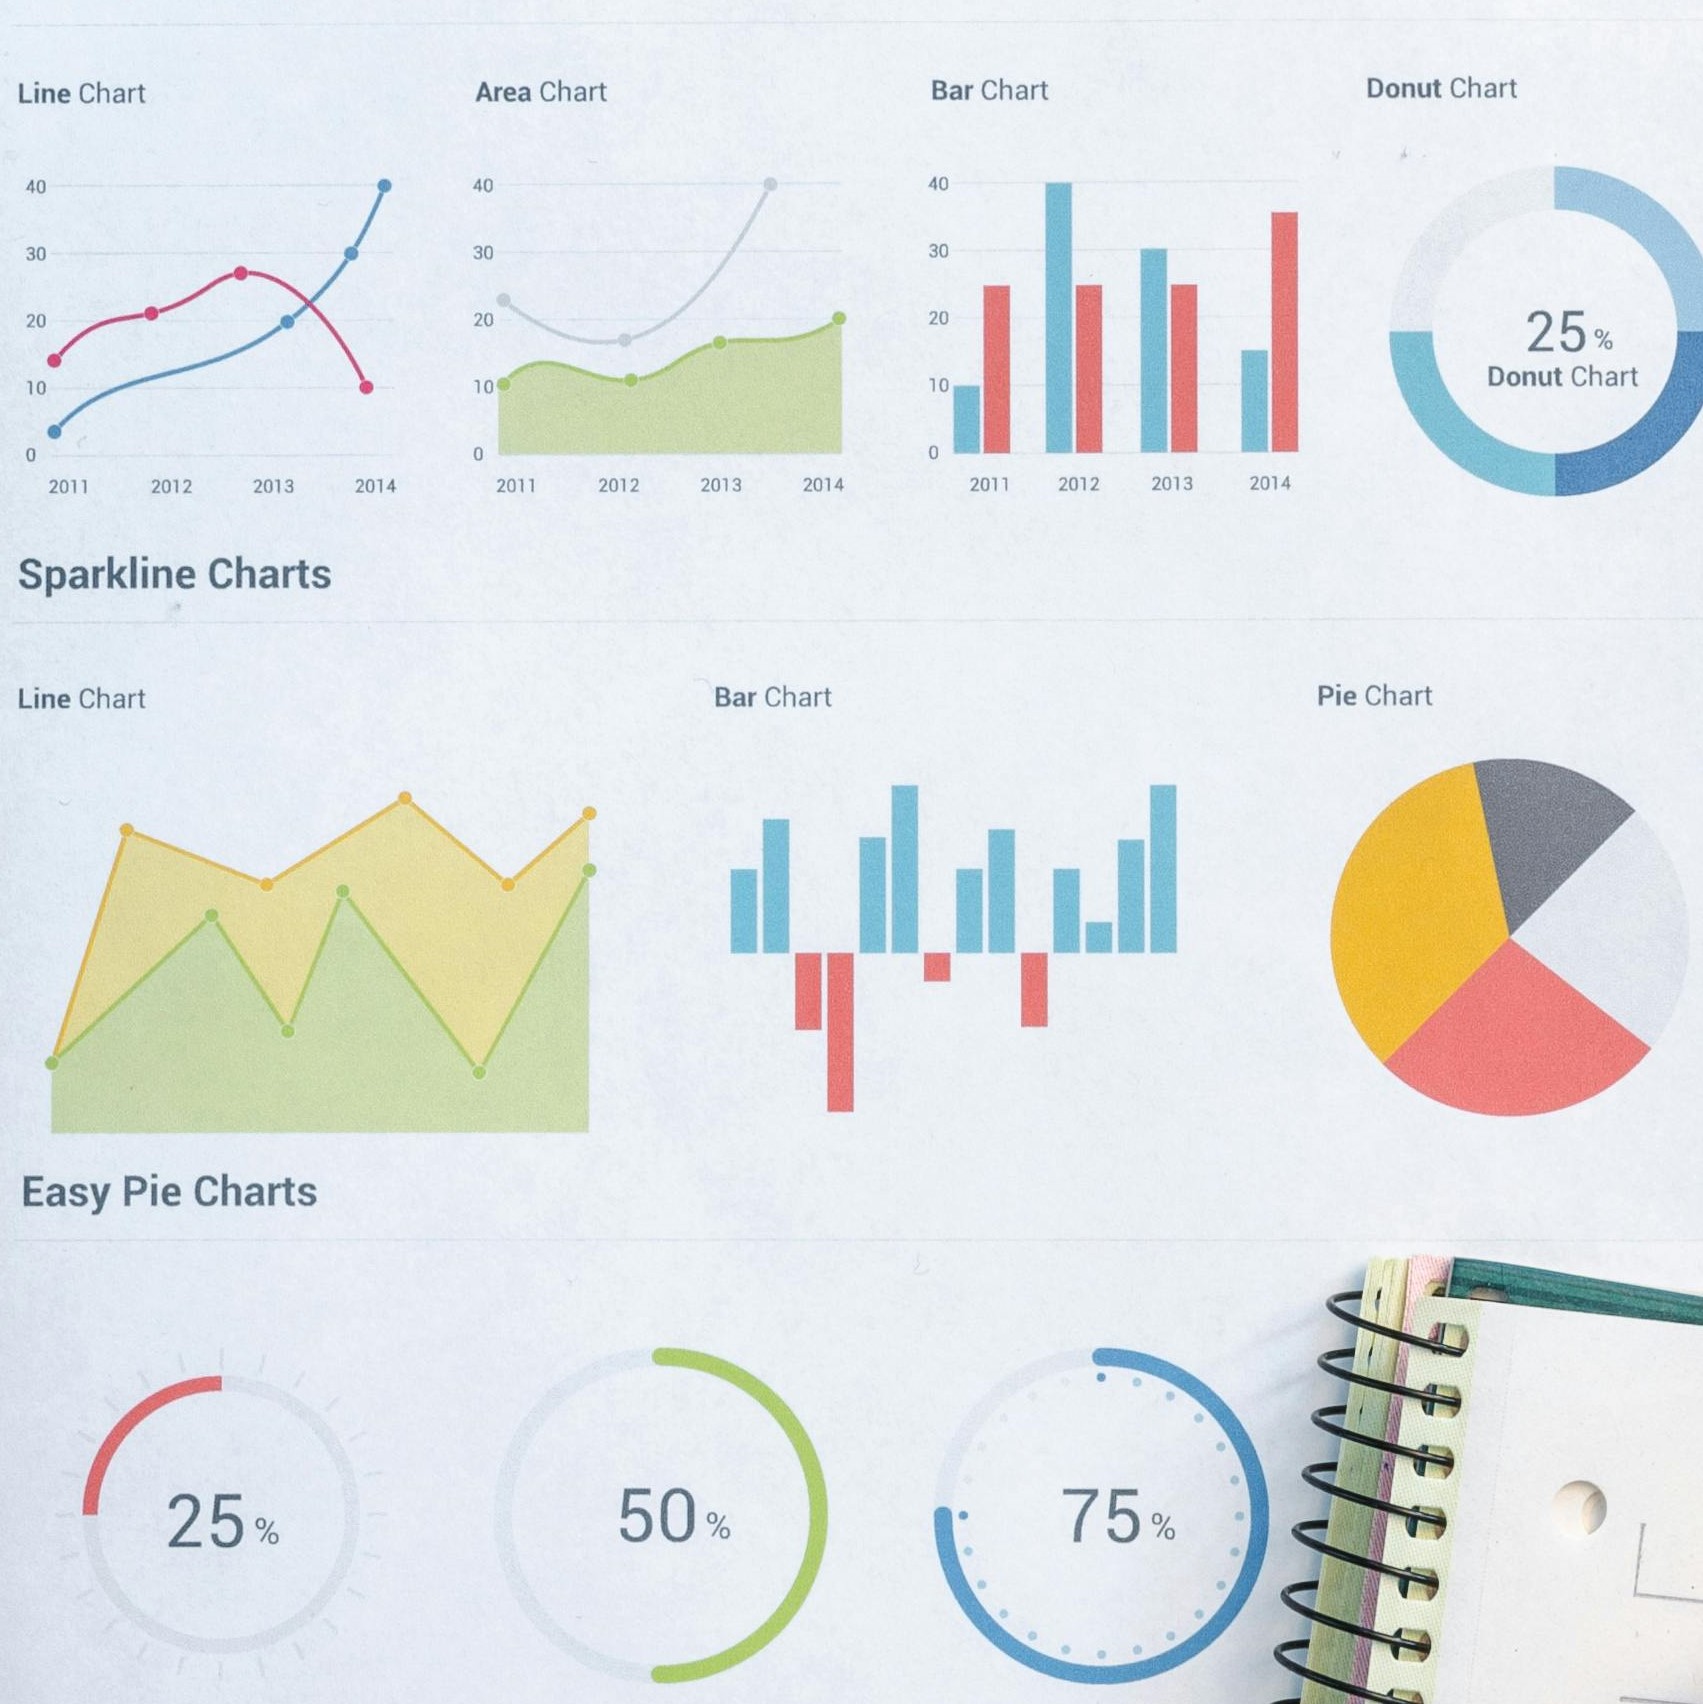 Line Chart
Area Chart
Bar Chart
Donut Chart
40
30
20
10
0
2011 2012 2013 2014
40
30
20
10
0
2011 2012 2013 2014
40
30
20
10
0
2011 2012 2013 2014
25 %
Donut Chart
Sparkline Charts
Line Chart
Bar Chart
Pie Chart
Easy Pie Charts
25 %
50 %
75 %